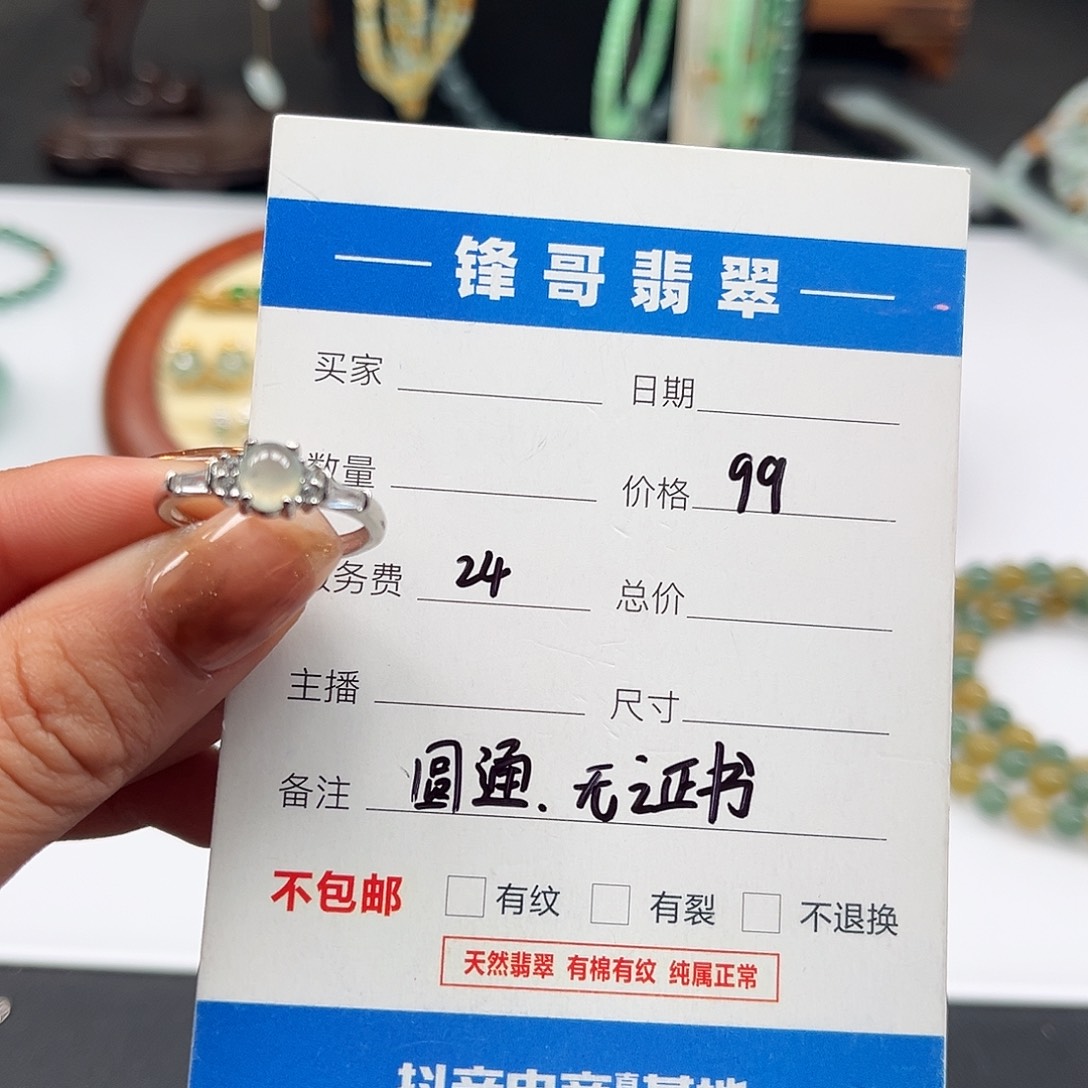 锋哥翡翠
买家 日期
数量 价格 99
务费 24 总价
主播 尺寸
备注 圆通.无证书
不包邮 有纹 有裂 不退换
天然翡翠 有棉有纹 纯属正常